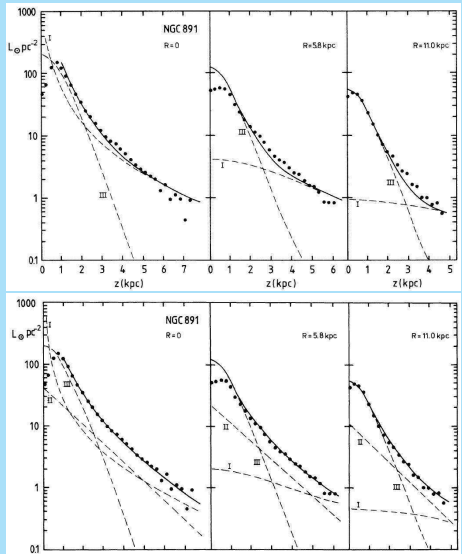 NGC 891
R=0
R=5.8 kpc
R=11.0 kpc
L⊙ pc⁻²
1000
100
10
1
0.1
I
III
I
III
I
III
0 1 2 3 4 5 6 7
0 1 2 3 4 5 6
0 1 2 3 4 5
z (kpc)
z (kpc)
z (kpc)
NGC 891
R=0
R=5.8 kpc
R=11.0 kpc
L⊙ pc⁻²
1000
100
10
1
0.1
I
II
III
I
II
III
I
II
III